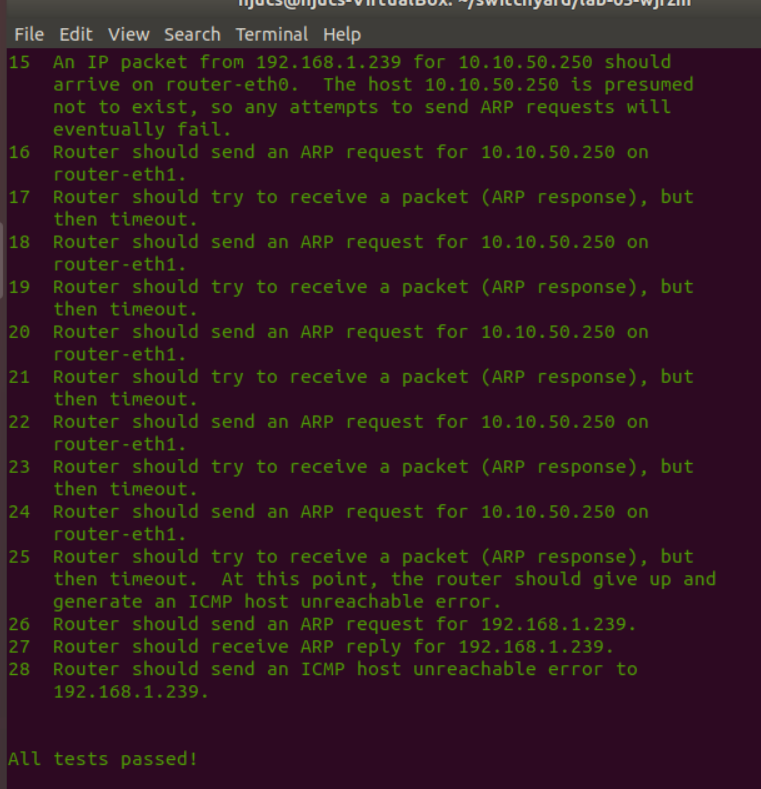 njucs@njucs-VirtualBox: ~/switchyard/lab-05-wjrzm
File Edit View Search Terminal Help
15 An IP packet from 192.168.1.239 for 10.10.50.250 should
arrive on router-eth0. The host 10.10.50.250 is presumed
not to exist, so any attempts to send ARP requests will
eventually fail.
16 Router should send an ARP request for 10.10.50.250 on
router-eth1.
17 Router should try to receive a packet (ARP response), but
then timeout.
18 Router should send an ARP request for 10.10.50.250 on
router-eth1.
19 Router should try to receive a packet (ARP response), but
then timeout.
20 Router should send an ARP request for 10.10.50.250 on
router-eth1.
21 Router should try to receive a packet (ARP response), but
then timeout.
22 Router should send an ARP request for 10.10.50.250 on
router-eth1.
23 Router should try to receive a packet (ARP response), but
then timeout.
24 Router should send an ARP request for 10.10.50.250 on
router-eth1.
25 Router should try to receive a packet (ARP response), but
then timeout. At this point, the router should give up and
generate an ICMP host unreachable error.
26 Router should send an ARP request for 192.168.1.239.
27 Router should receive ARP reply for 192.168.1.239.
28 Router should send an ICMP host unreachable error to
192.168.1.239.
All tests passed!